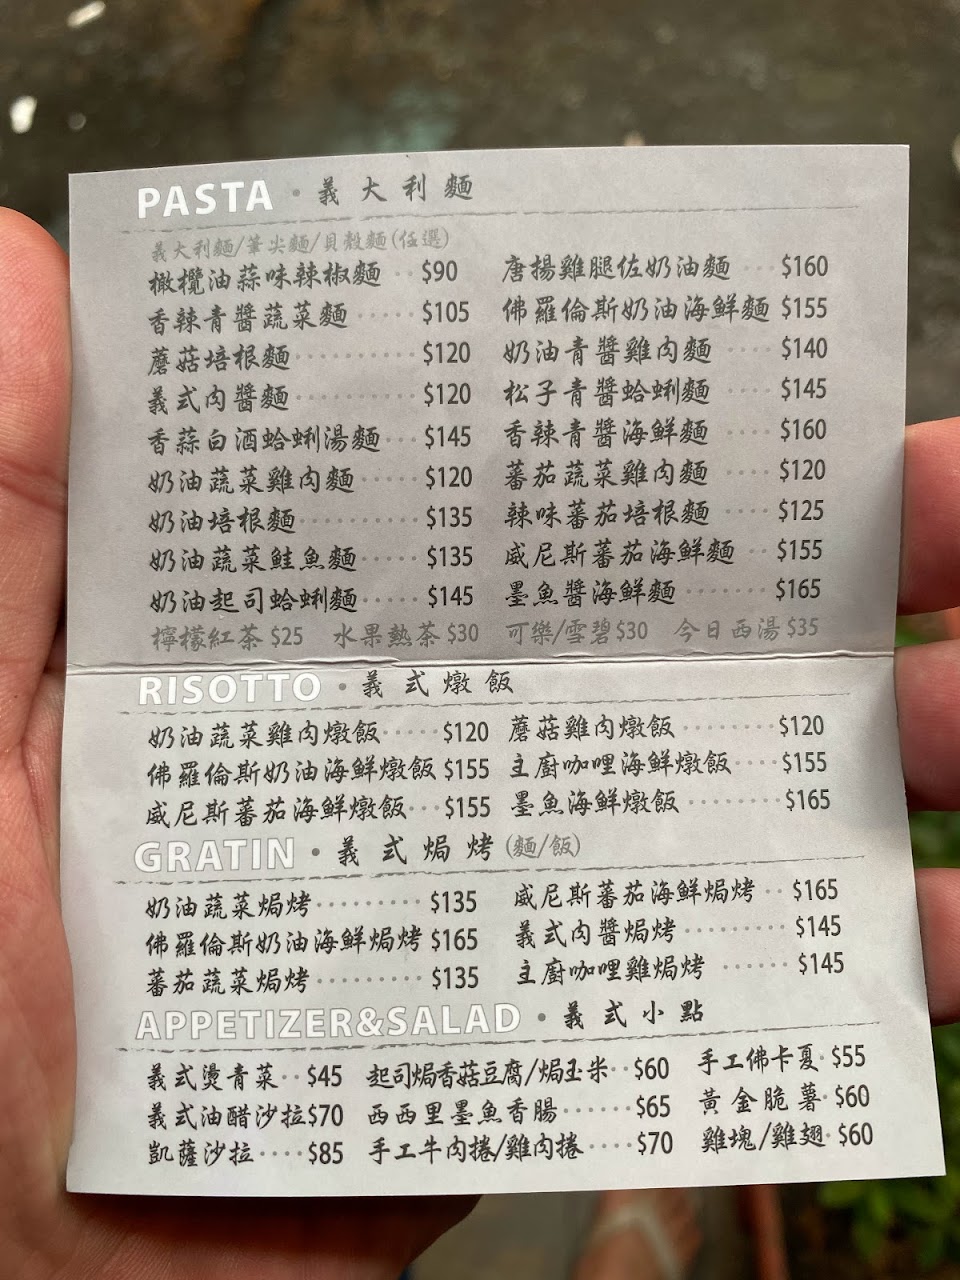 PASTA • 義大利麵
義大利麵/筆尖麵/貝殼麵(任選)
橄欖油蒜味辣椒麵 ·· $90
香辣青醬蔬菜麵 ····· $105
蘑菇培根麵 ········· $120
義式肉醬麵 ········· $120
香蒜白酒蛤蜊湯麵 ··· $145
奶油蔬菜雞肉麵 ···· $120
奶油培根麵 ········· $135
奶油蔬菜鮭魚麵 ····· $135
奶油起司蛤蜊麵 ····· $145
唐揚雞腿佐奶油麵 ··· $160
佛羅倫斯奶油海鮮麵 $155
奶油青醬雞肉麵 ···· $140
松子青醬蛤蜊麵 ···· $145
香辣青醬海鮮麵 ···· $160
蕃茄蔬菜雞肉麵 ···· $120
辣味蕃茄培根麵 ···· $125
威尼斯蕃茄海鮮麵 ·· $155
墨魚醬海鮮麵 ······ $165
檸檬紅茶 $25 水果熱茶 $30 可樂/雪碧 $30 今日西湯 $35
RISOTTO • 義式燉飯
奶油蔬菜雞肉燉飯 ····· $120
佛羅倫斯奶油海鮮燉飯 $155
威尼斯蕃茄海鮮燉飯 ··· $155
蘑菇雞肉燉飯 ········ $120
主廚咖哩海鮮燉飯 ···· $155
墨魚海鮮燉飯 ········ $165
GRATIN • 義式焗烤 (麵/飯)
奶油蔬菜焗烤 ········· $135
佛羅倫斯奶油海鮮焗烤 $165
蕃茄蔬菜焗烤 ········· $135
威尼斯蕃茄海鮮焗烤 ·· $165
義式肉醬焗烤 ········· $145
主廚咖哩雞焗烤 ······ $145
APPETIZER&SALAD • 義式小點
義式燙青菜 ·· $45
義式油醋沙拉 $70
凱薩沙拉 ···· $85
起司焗香菇豆腐/焗玉米 ·· $60
西西里墨魚香腸 ······ $65
手工牛肉捲/雞肉捲 ···· $70
手工佛卡夏 · $55
黃金脆薯 · $60
雞塊/雞翅 · $60